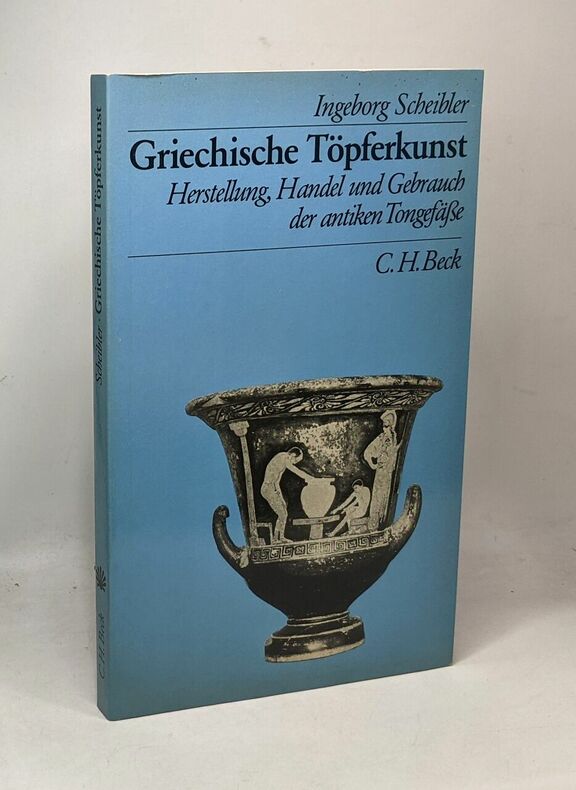 Ingeborg Scheibler
Griechische Töpferkunst
Herstellung, Handel und Gebrauch
der antiken Tongefäße
C.H.Beck
Scheibler · Griechische Töpferkunst
C.H.Beck